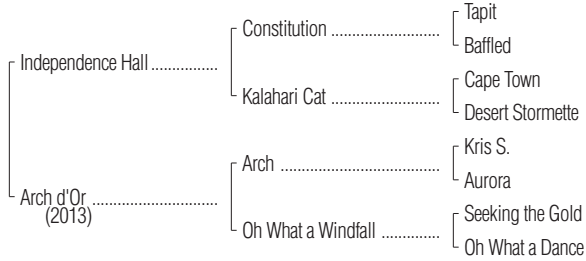 Tapit
Constitution
Baffled
Independence Hall
Cape Town
Kalahari Cat
Desert Stormette
Kris S.
Arch
Aurora
Arch d'Or
(2013)
Seeking the Gold
Oh What a Windfall
Oh What a Dance